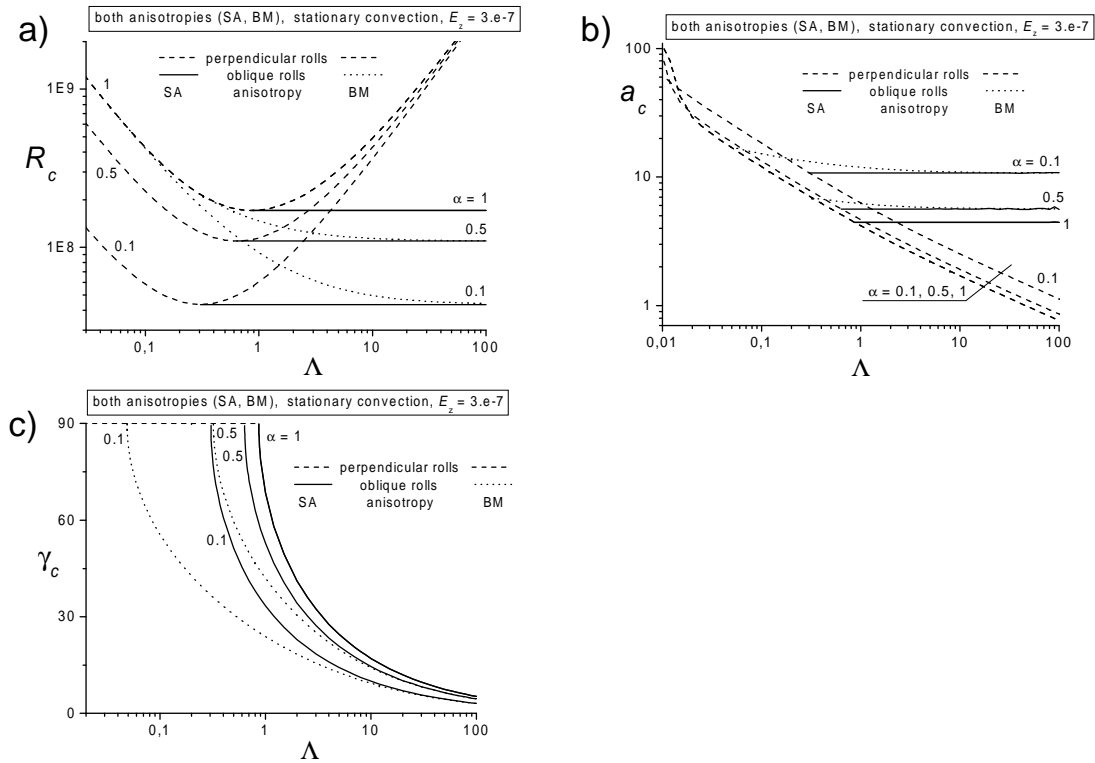 a)
both anisotropies (SA, BM), stationary convection, E_z = 3.e-7
perpendicular rolls
oblique rolls
SA anisotropy BM
1E9
1E8
R_c
1
0.5
0.1
α = 1
0.5
0.1
0,1 1 10 100
Λ
b)
both anisotropies (SA, BM), stationary convection, E_z = 3.e-7
perpendicular rolls
oblique rolls
SA anisotropy BM
100
10
1
a_c
α = 0.1
0.5
1
0.1
α = 0.1, 0.5, 1
0,01 0,1 1 10 100
Λ
c)
both anisotropies (SA, BM), stationary convection, E_z = 3.e-7
90
60
30
0
γ_c
0.1
0.5
0.5
α = 1
0.1
perpendicular rolls
oblique rolls
SA anisotropy BM
0,1 1 10 100
Λ